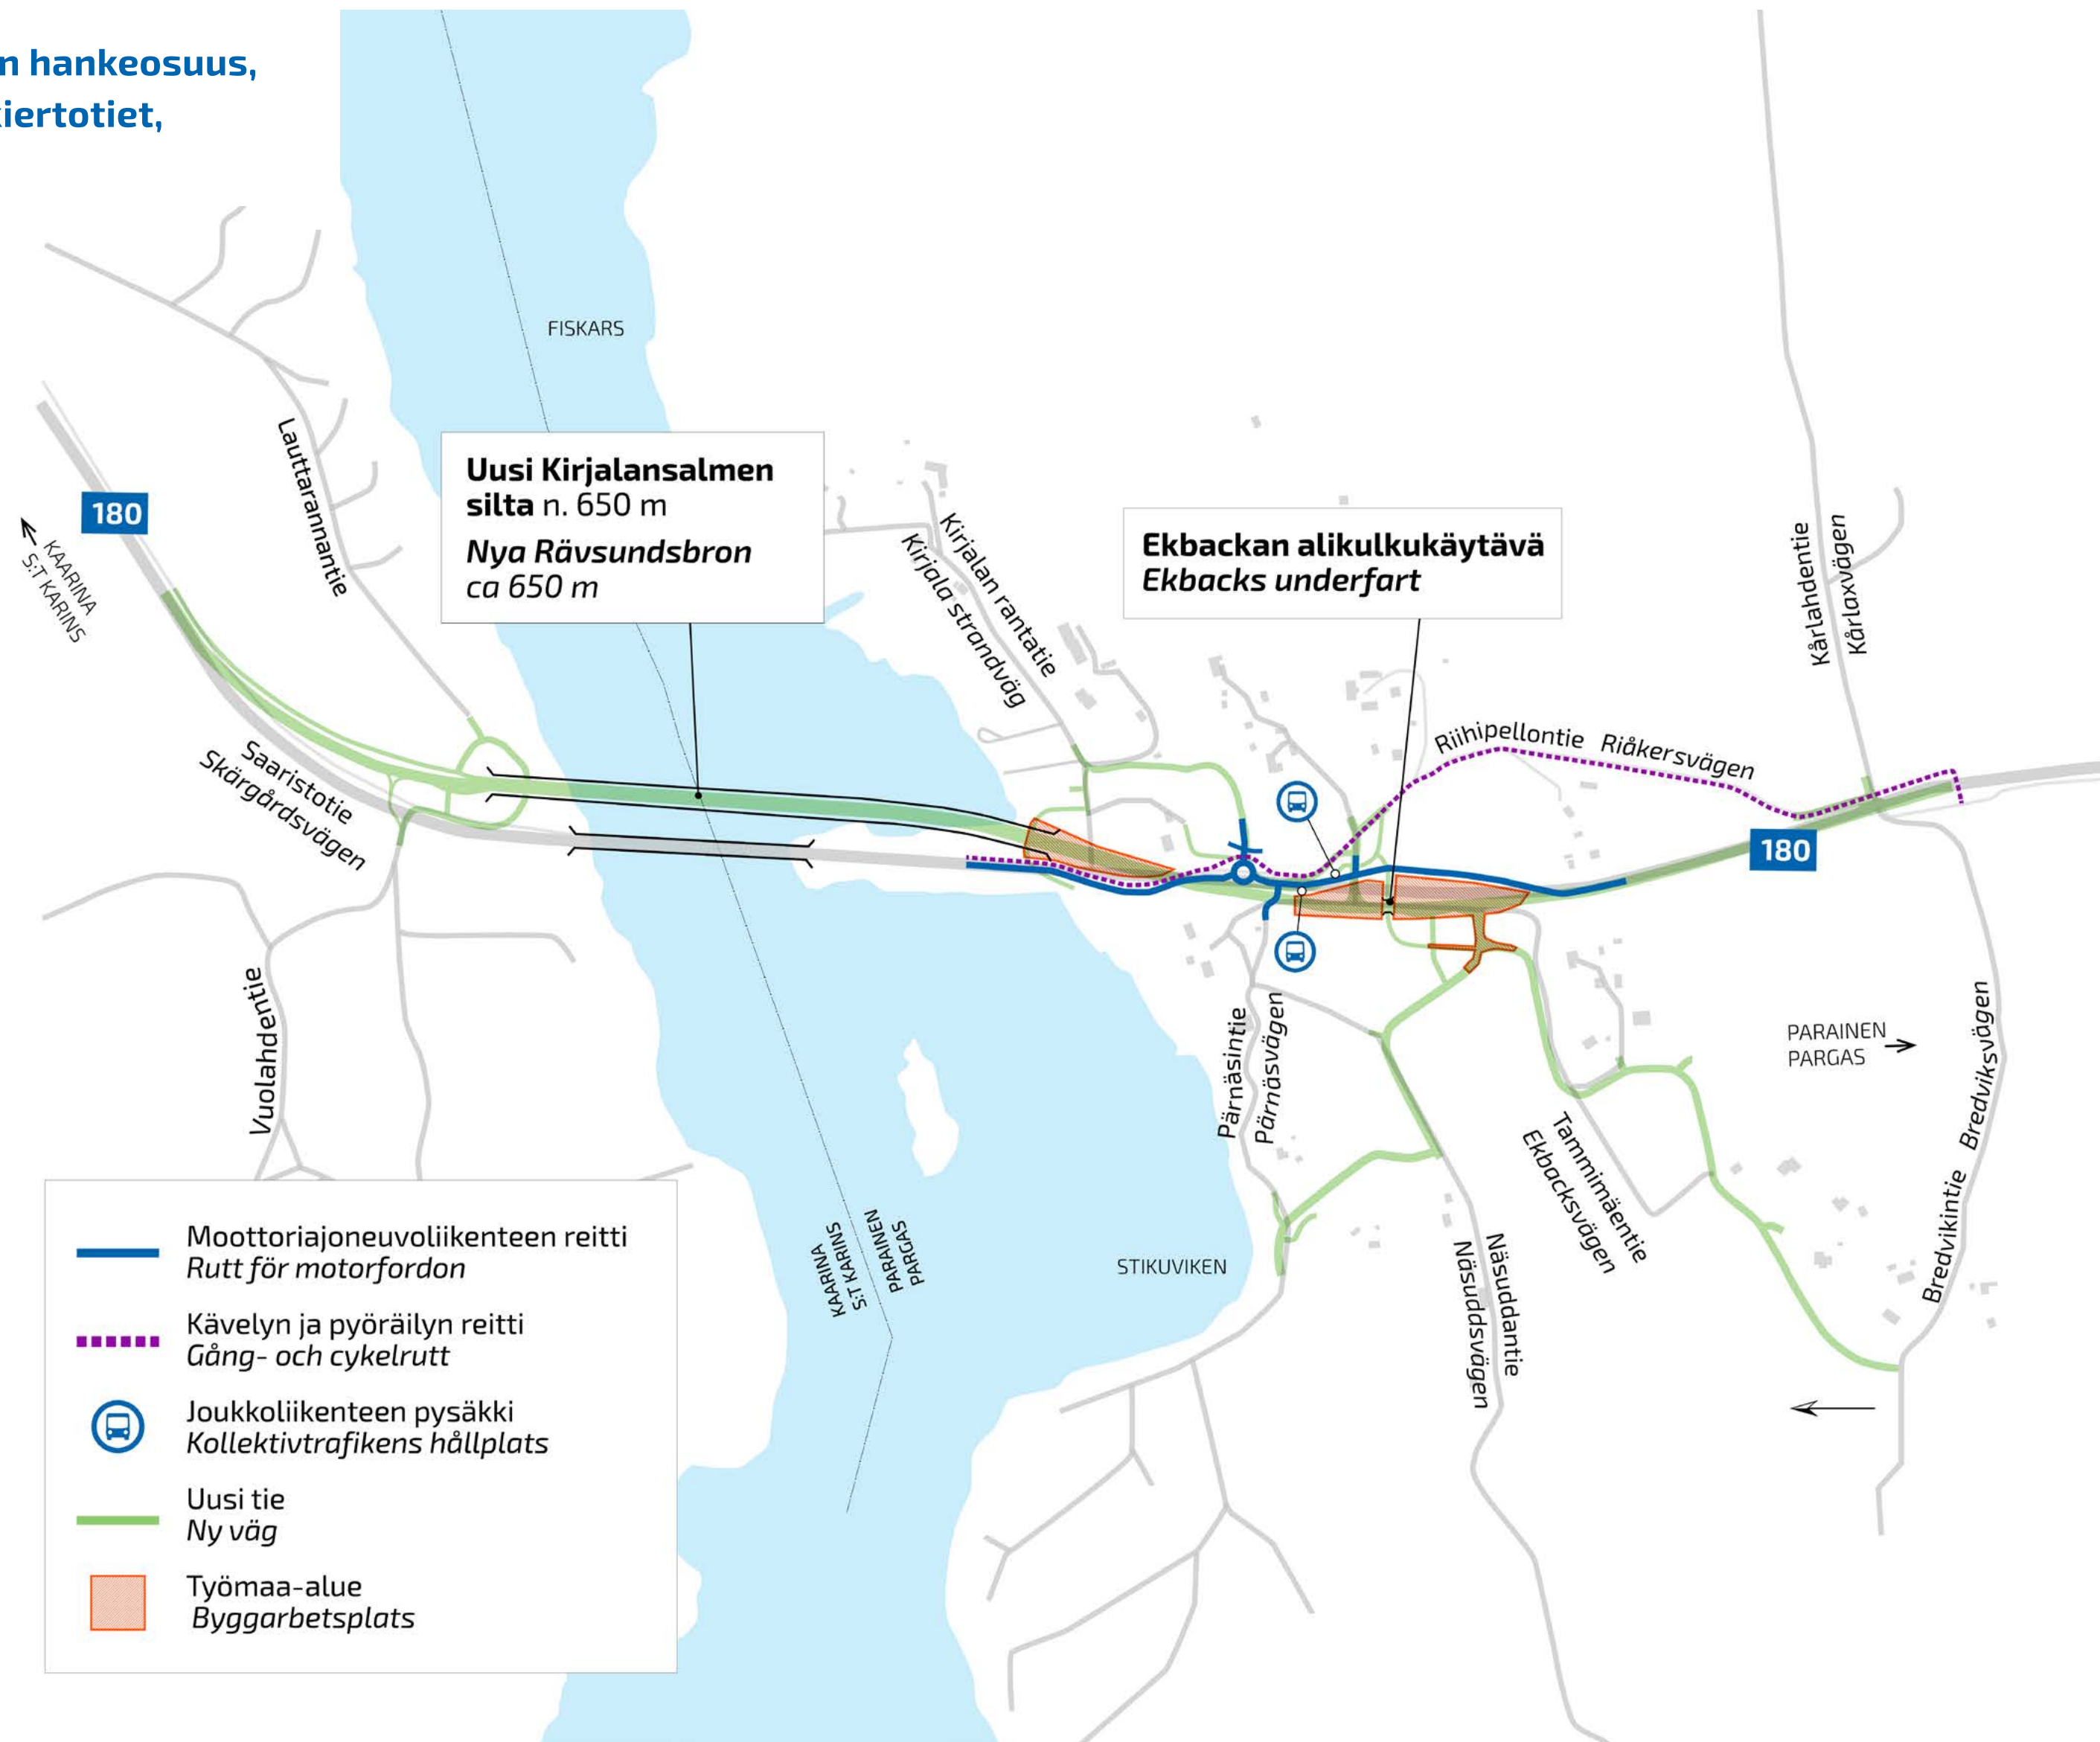 n hankeosuus,
iertotiet,
FISKARS
Lauttarannantie
180
KAARINA
S:T KARINS
Uusi Kirjalansalmen
silta n. 650 m
Nya Rävsundsbron
ca 650 m
Kirjalan rantatie
Kirjala strandväg
Ekbackan alikulkukäytävä
Ekbacks underfart
Kårlahdentie
Kårlaxvägen
Riihipellontie Riåkersvägen
Saaristotie
Skärgårdsvägen
180
Vuolahdentie
Pärnäsintie
Pärnäsvägen
PARAINEN
PARGAS
Bredvikintie Bredviksvägen
Tammimäentie
Ekbacksvägen
KAARINA
S:T KARINS
PARAINEN
PARGAS
STIKUVIKEN
Näsuddantie
Näsuddsvägen
Moottoriajoneuvoliikenteen reitti
Rutt för motorfordon
Kävelyn ja pyöräilyn reitti
Gång- och cykelrutt
Joukkoliikenteen pysäkki
Kollektivtrafikens hållplats
Uusi tie
Ny väg
Työmaa-alue
Byggarbetsplats